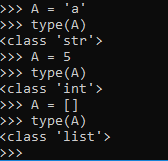 >>> A = 'a'
>>> type(A)
<class 'str'>
>>> A = 5
>>> type(A)
<class 'int'>
>>> A = []
>>> type(A)
<class 'list'>
>>>